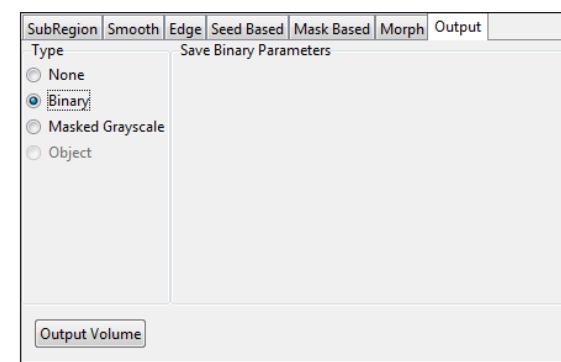 SubRegion Smooth Edge Seed Based Mask Based Morph Output
Type Save Binary Parameters
None
Binary
Masked Grayscale
Object
Output Volume